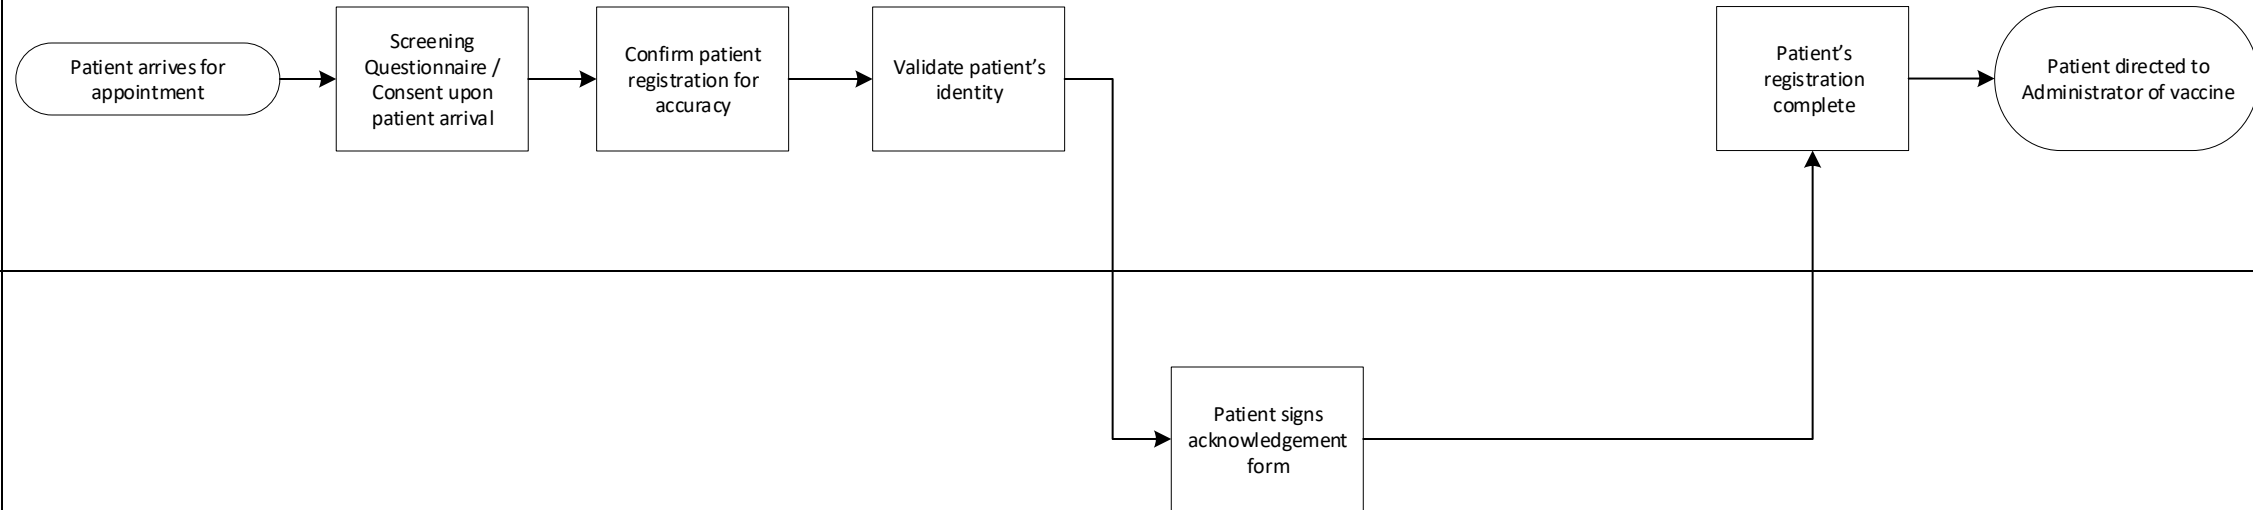 Patient arrives for
appointment
Screening
Questionnaire /
Consent upon
patient arrival
Confirm patient
registration for
accuracy
Validate patient’s
identity
Patient signs
acknowledgement
form
Patient’s
registration
complete
Patient directed to
Administrator of vaccine